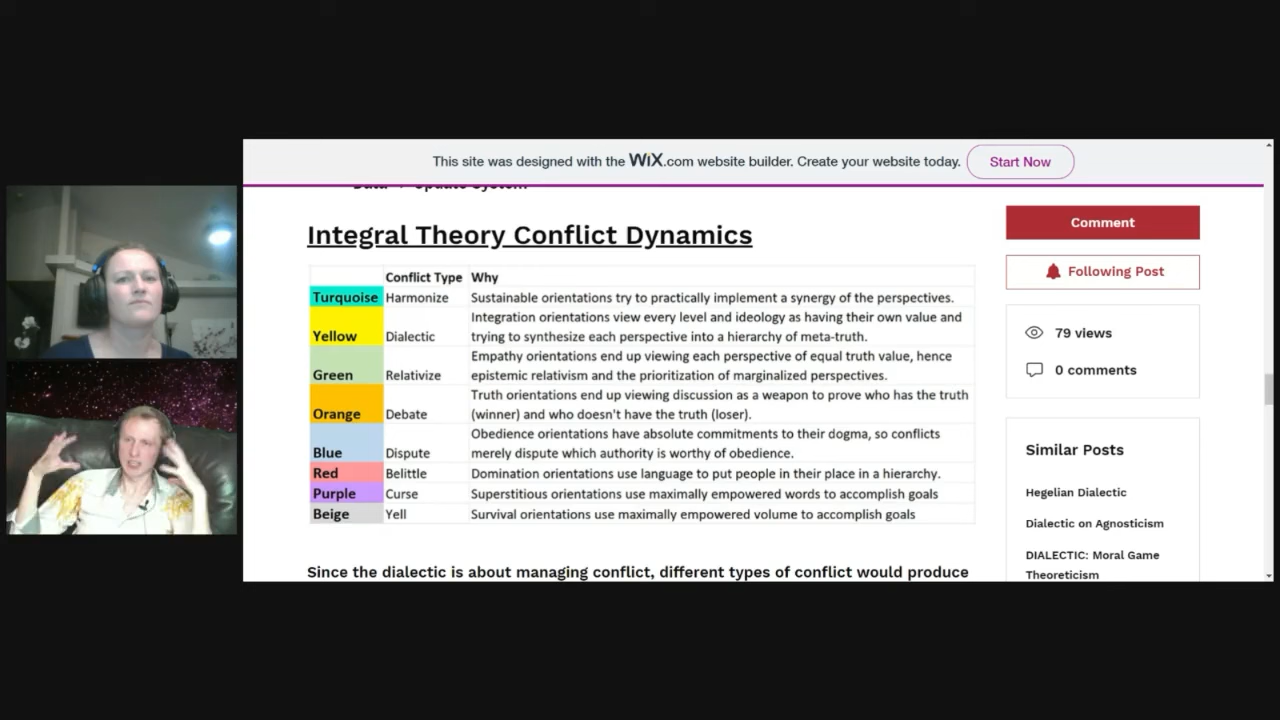 This site was designed with the WiX.com website builder. Create your website today. Start Now
Data → Update System
Integral Theory Conflict Dynamics
Conflict Type Why
Turquoise Harmonize Sustainable orientations try to practically implement a synergy of the perspectives.
Integration orientations view every level and ideology as having their own value and
Yellow Dialectic trying to synthesize each perspective into a hierarchy of meta-truth.
Empathy orientations end up viewing each perspective of equal truth value, hence
Green Relativize epistemic relativism and the prioritization of marginalized perspectives.
Truth orientations end up viewing discussion as a weapon to prove who has the truth
Orange Debate (winner) and who doesn't have the truth (loser).
Obedience orientations have absolute commitments to their dogma, so conflicts
Blue Dispute merely dispute which authority is worthy of obedience.
Red Belittle Domination orientations use language to put people in their place in a hierarchy.
Purple Curse Superstitious orientations use maximally empowered words to accomplish goals
Beige Yell Survival orientations use maximally empowered volume to accomplish goals
Since the dialectic is about managing conflict, different types of conflict would produce
Comment
Following Post
79 views
0 comments
Similar Posts
Hegelian Dialectic
Dialectic on Agnosticism
DIALECTIC: Moral Game
Theoreticism